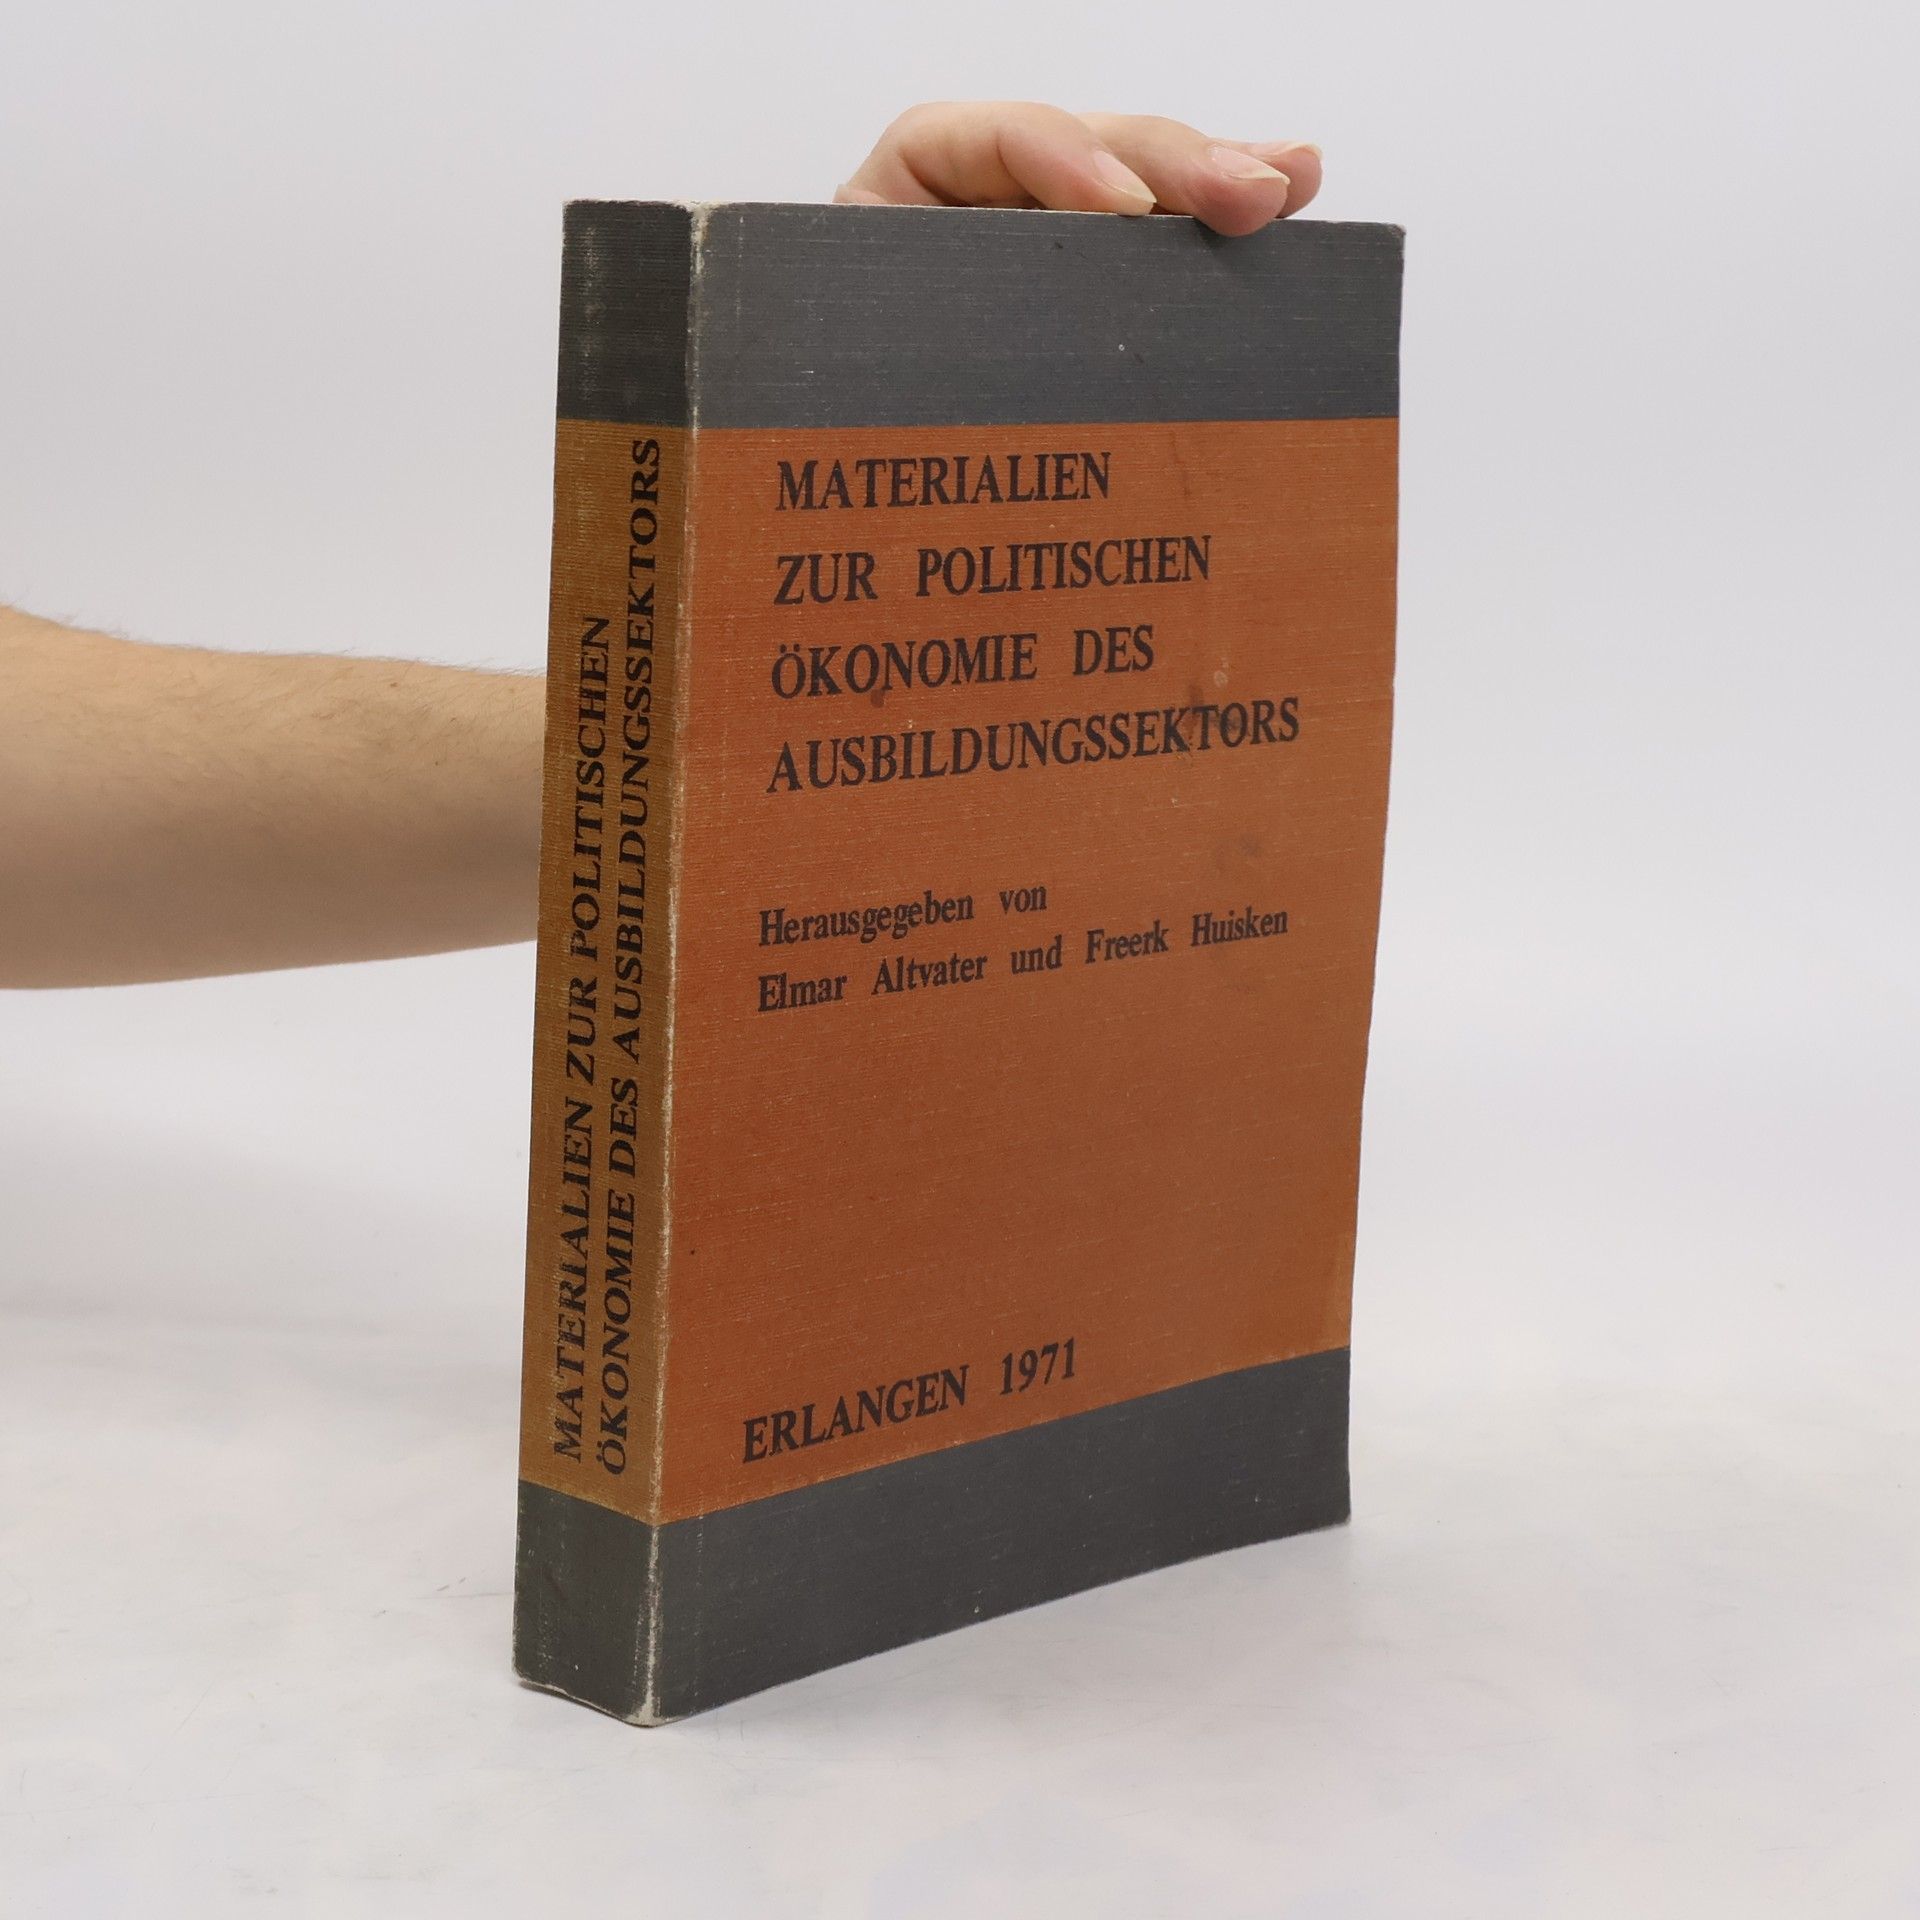 MATERIALIEN ZUR POLITISCHEN
ÖKONOMIE DES AUSBILDUNGSSEKTORS
MATERIALIEN
ZUR POLITISCHEN
ÖKONOMIE DES
AUSBILDUNGSSEKTORS
Herausgegeben von
Elmar Altvater und Freerk Huisken
ERLANGEN 1971